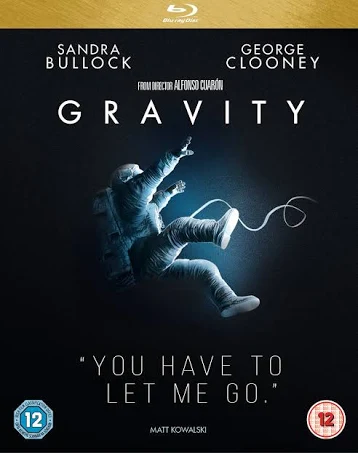 Blu-ray Disc
SANDRA GEORGE
BULLOCK CLOONEY
FROM DIRECTOR ALFONSO CUARÓN
GRAVITY
"YOU HAVE TO
LET ME GO."
MATT KOWALSKI
12 12